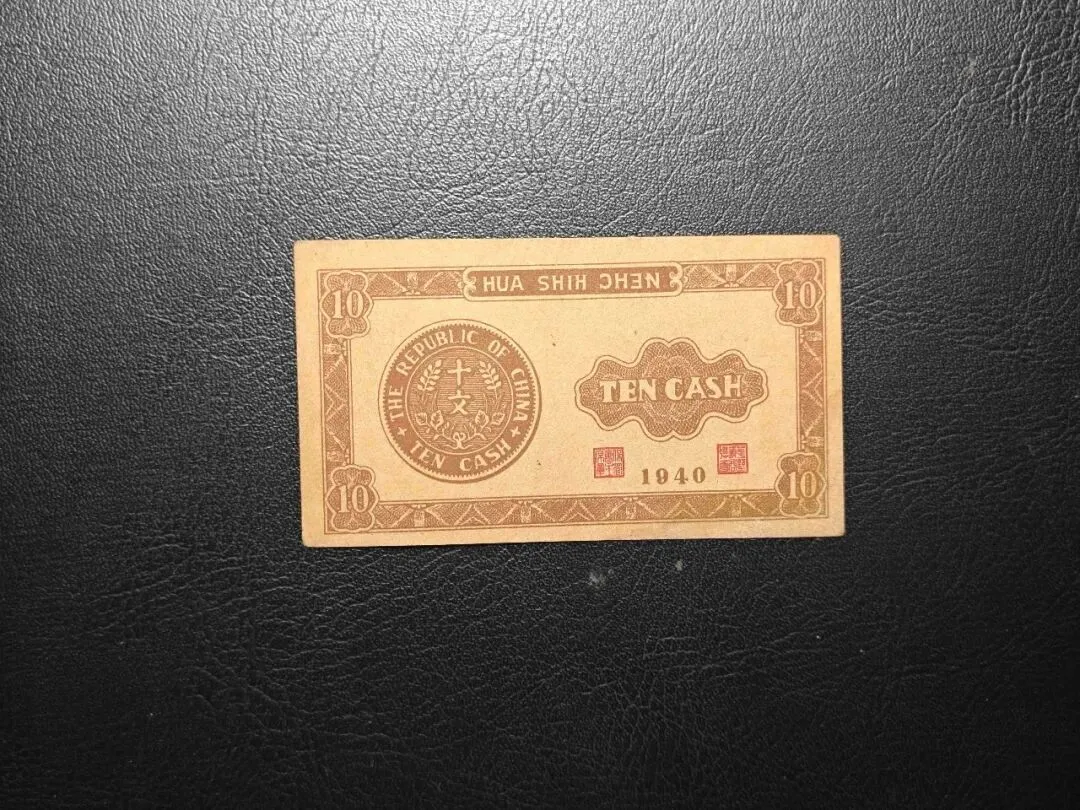 HUA SHIH CHEN
10
10
THE REPUBLIC OF CHINA
十文
TEN CASH
TEN CASH
1940
10
10